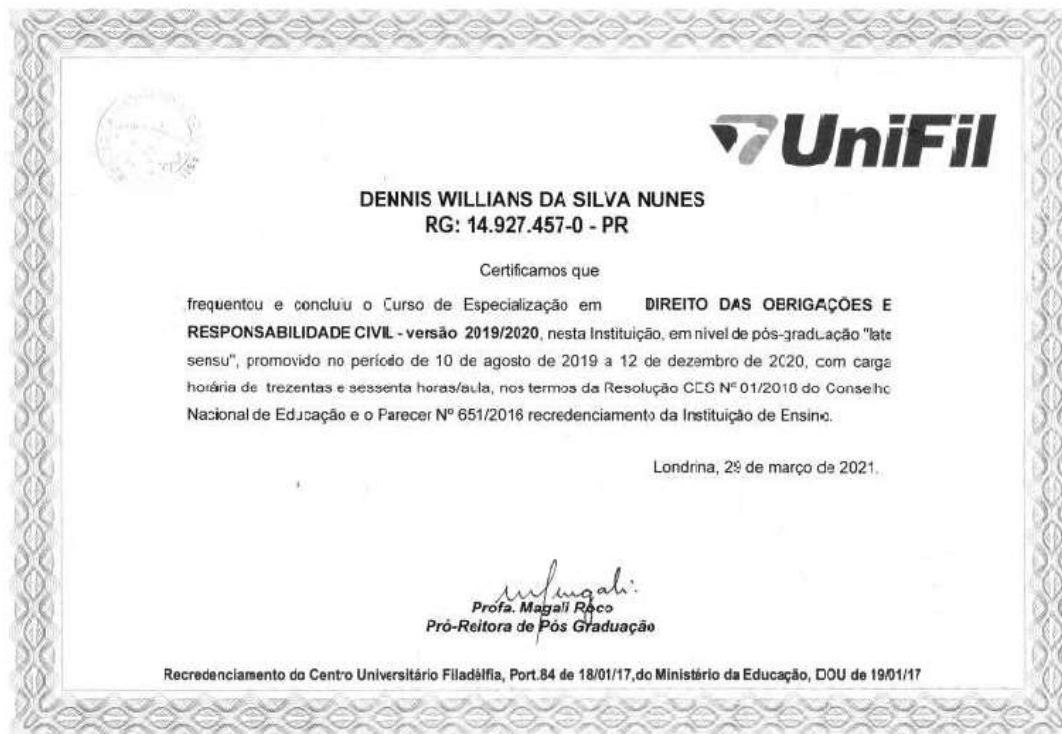 UniFil
DENNIS WILLIANS DA SILVA NUNES
RG: 14.927.457-0 - PR
Certificamos que
frequentou e concluiu o Curso de Especialização em DIREITO DAS OBRIGAÇÕES E
RESPONSABILIDADE CIVIL - versão 2019/2020, nesta Instituição, em nível de pós-graduação "lato
sensu", promovido no período de 10 de agosto de 2019 a 12 de dezembro de 2020, com carga
horária de trezentas e sessenta horas/aula, nos termos da Resolução CES Nº 01/2018 do Conselho
Nacional de Educação e o Parecer Nº 651/2016 recredenciamento da Instituição de Ensino.
Londrina, 29 de março de 2021.
Profa. Magali Roco
Pró-Reitora de Pós Graduação
Recredenciamento do Centro Universitário Filadélfia, Port.84 de 18/01/17,do Ministério da Educação, DOU de 19/01/17